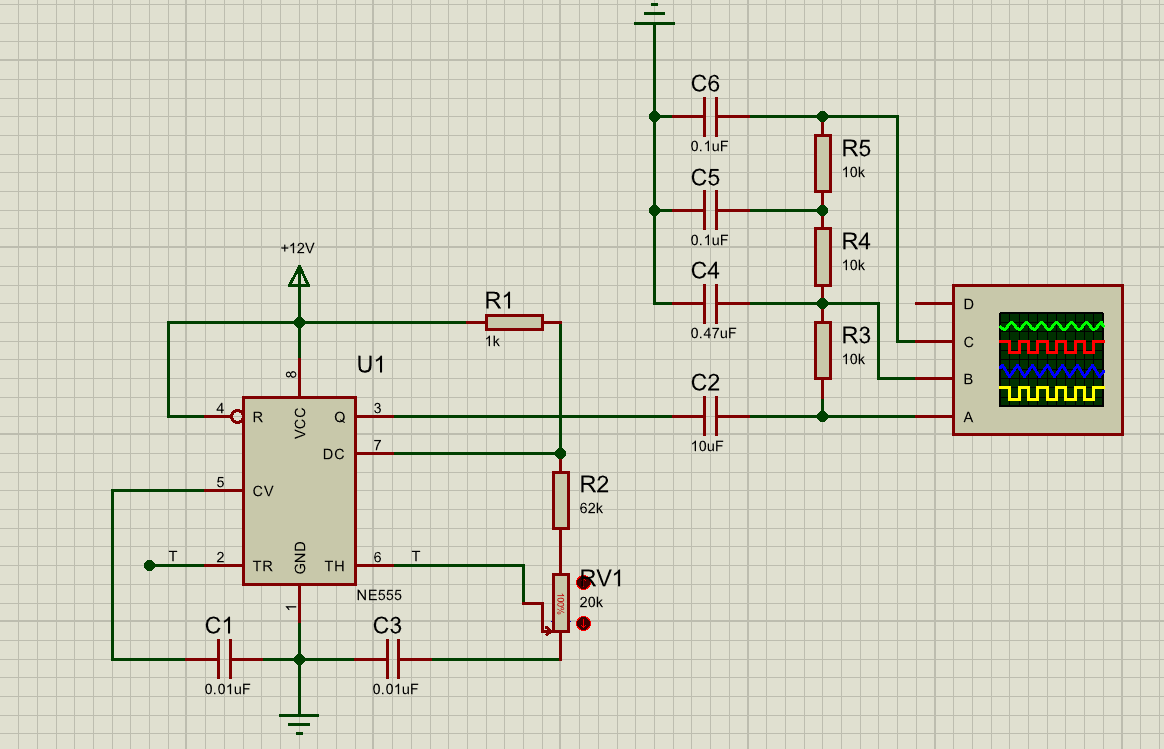 C6
0.1uF
R5
10k
C5
0.1uF
R4
10k
C4
0.47uF
R3
10k
C2
10uF
D
C
B
A
+12V
R1
1k
U1
8
VCC
4
R
Q
3
DC
7
5
CV
T
2
TR
GND
TH
6
T
1
NE555
R2
62k
RV1
20k
100%
C1
0.01uF
C3
0.01uF